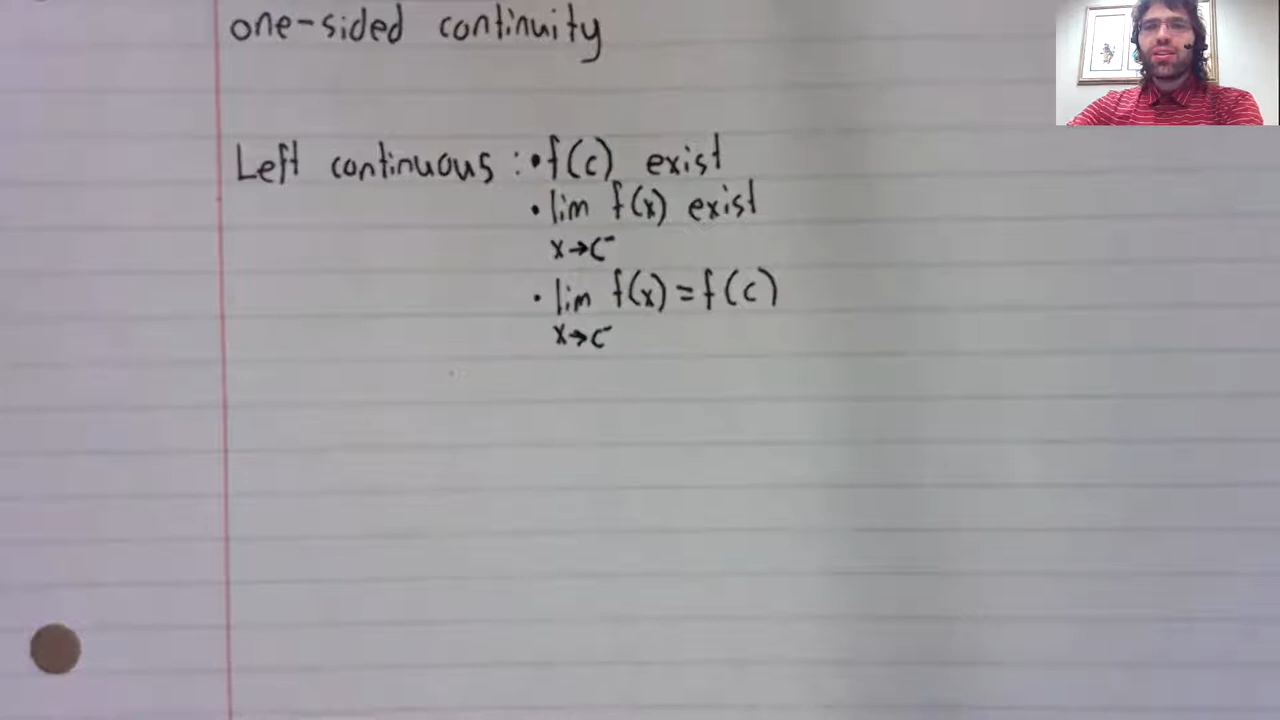 one-sided continuity
Left continuous : • f(c) exist
• lim f(x) exist
x→c⁻
• lim f(x) = f(c)
x→c⁻